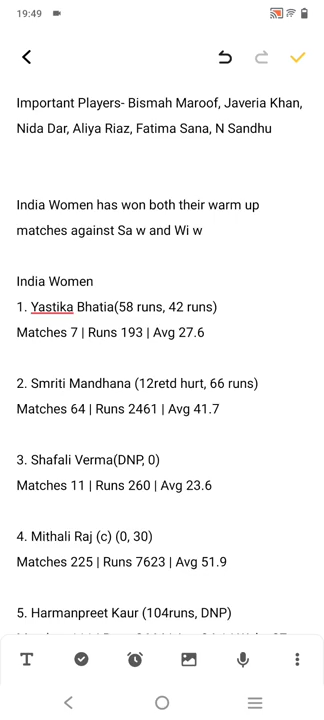 19:49
Important Players- Bismah Maroof, Javeria Khan,
Nida Dar, Aliya Riaz, Fatima Sana, N Sandhu
India Women has won both their warm up
matches against Sa w and Wi w
India Women
1. Yastika Bhatia(58 runs, 42 runs)
Matches 7 | Runs 193 | Avg 27.6
2. Smriti Mandhana (12retd hurt, 66 runs)
Matches 64 | Runs 2461 | Avg 41.7
3. Shafali Verma(DNP, 0)
Matches 11 | Runs 260 | Avg 23.6
4. Mithali Raj (c) (0, 30)
Matches 225 | Runs 7623 | Avg 51.9
5. Harmanpreet Kaur (104runs, DNP)
T